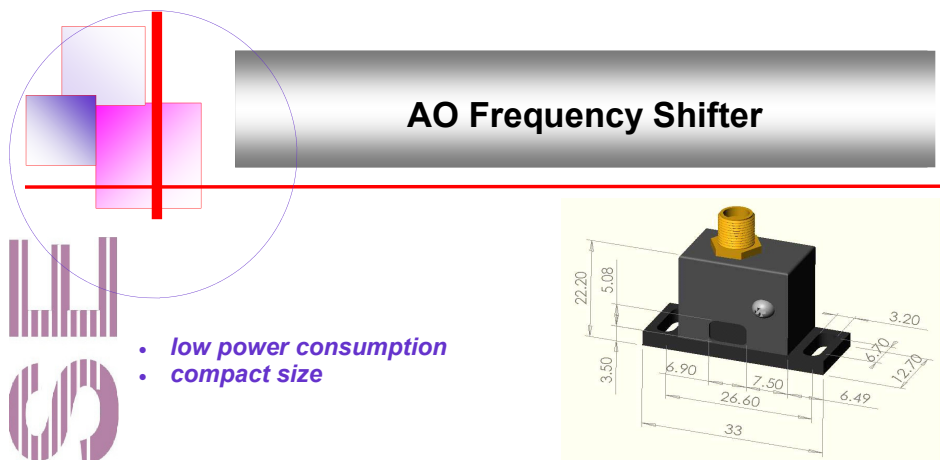 AO Frequency Shifter
SE
• low power consumption
• compact size
22.20
5.08
3.50
6.90
7.50
26.60
33
6.49
3.20
6.70
12.70